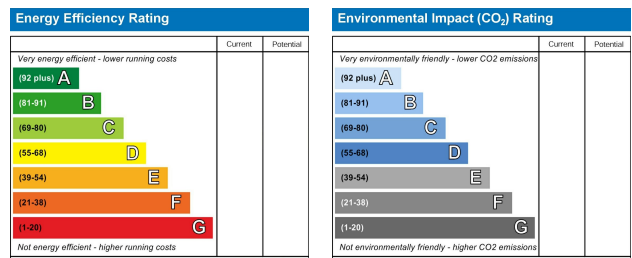 Energy Efficiency Rating
Current Potential
Very energy efficient - lower running costs
(92 plus) A
(81-91) B
(69-80) C
(55-68) D
(39-54) E
(21-38) F
(1-20) G
Not energy efficient - higher running costs
Environmental Impact (CO₂) Rating
Current Potential
Very environmentally friendly - lower CO2 emissions
(92 plus) A
(81-91) B
(69-80) C
(55-68) D
(39-54) E
(21-38) F
(1-20) G
Not environmentally friendly - higher CO2 emissions